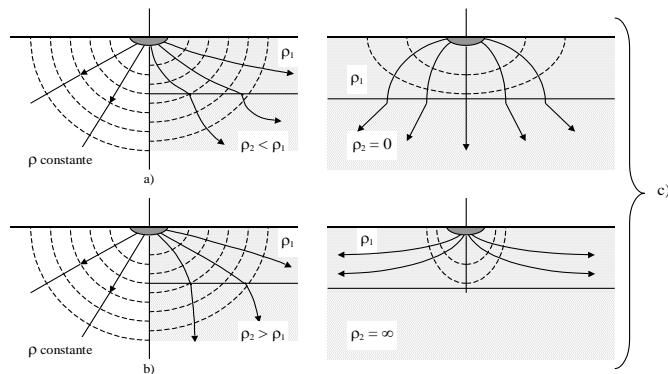 ρ₁
ρ₂ < ρ₁
ρ constante
a)
ρ₁
ρ₂ = 0
c)
ρ₁
ρ₂ > ρ₁
ρ constante
b)
ρ₁
ρ₂ = ∞